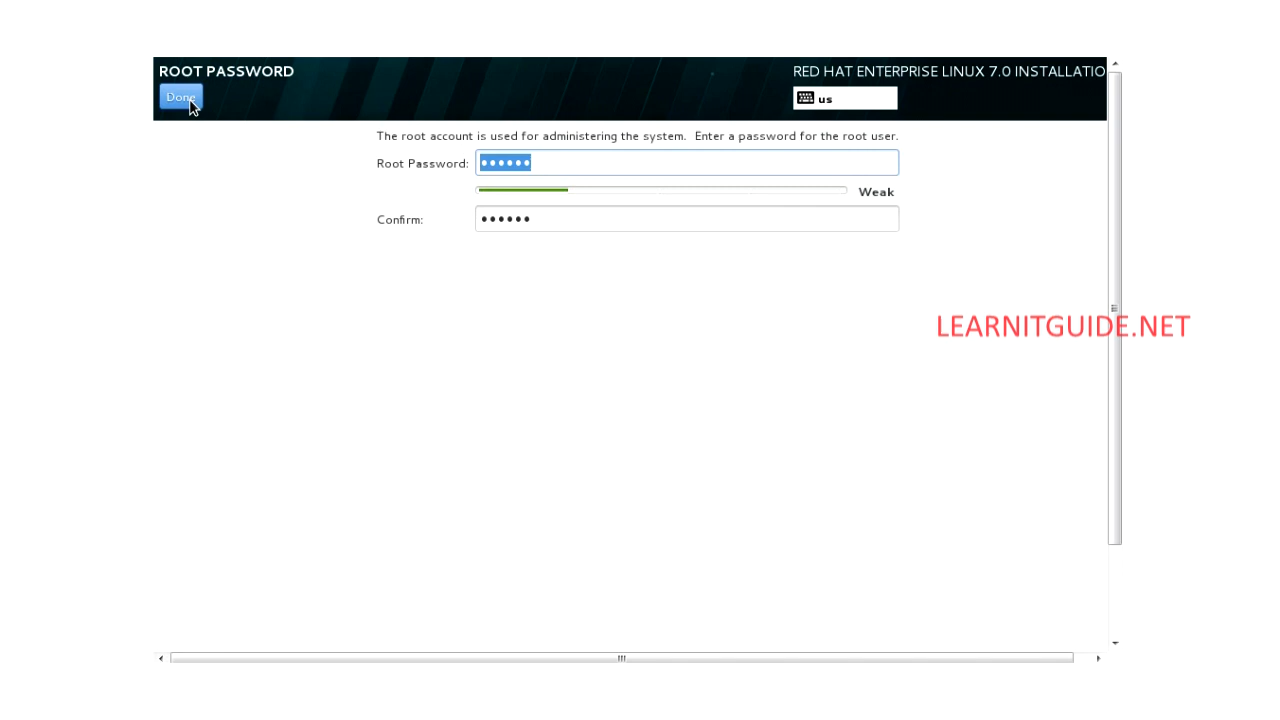 ROOT PASSWORD
RED HAT ENTERPRISE LINUX 7.0 INSTALLATIO
Done
us
The root account is used for administering the system. Enter a password for the root user.
Root Password: ••••••
Weak
Confirm: ••••••
LEARNITGUIDE.NET